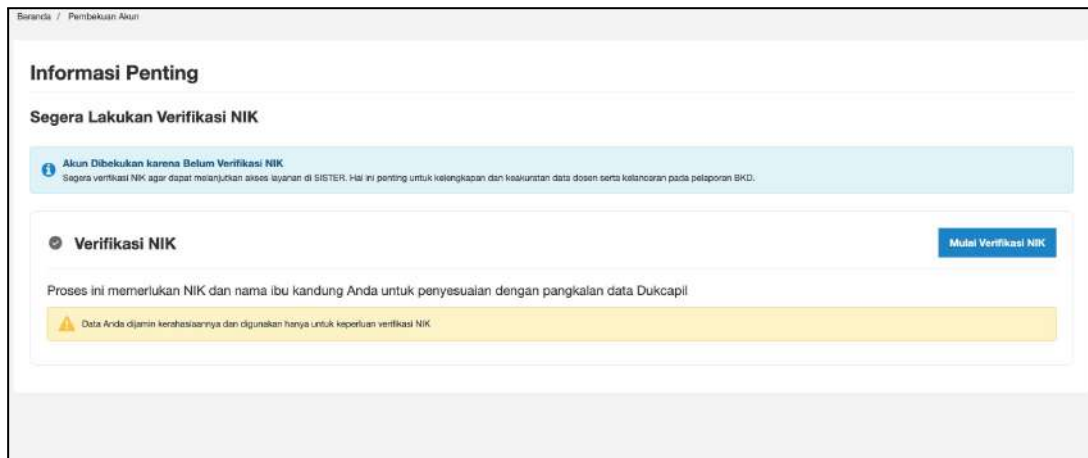 Beranda / Pembekuan Akun
Informasi Penting
Segera Lakukan Verifikasi NIK
Akun Dibekukan karena Belum Verifikasi NIK
Segera verifikasi NIK agar dapat melanjutkan akses layanan di SISTER. Hal ini penting untuk kelengkapan dan keakuratan data dosen serta kelancaran pada pelaporan BKD.
Verifikasi NIK
Mulai Verifikasi NIK
Proses ini memerlukan NIK dan nama ibu kandung Anda untuk penyesuaian dengan pangkalan data Dukcapil
Data Anda dijamin kerahasiaannya dan digunakan hanya untuk keperluan verifikasi NIK